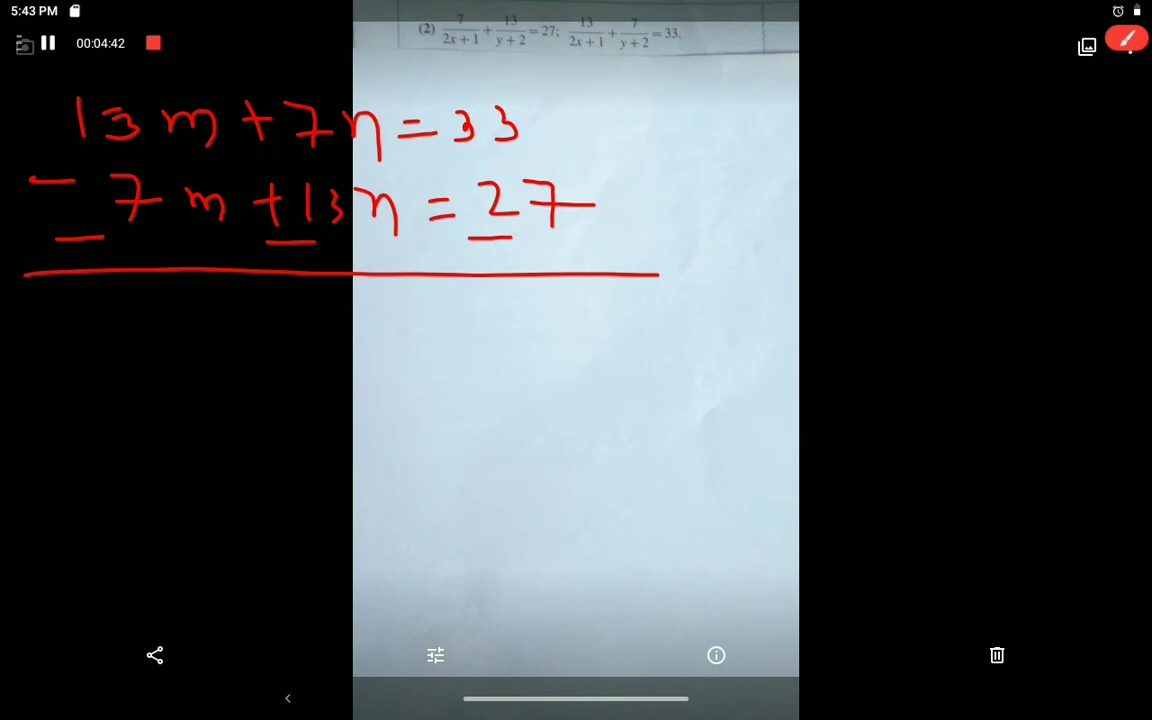 5:43 PM
00:04:42
(2) 7/(2x+1) + 13/(y+2) = 27; 13/(2x+1) + 7/(y+2) = 33.
13m + 7n = 33
- 7m + 13n = 27